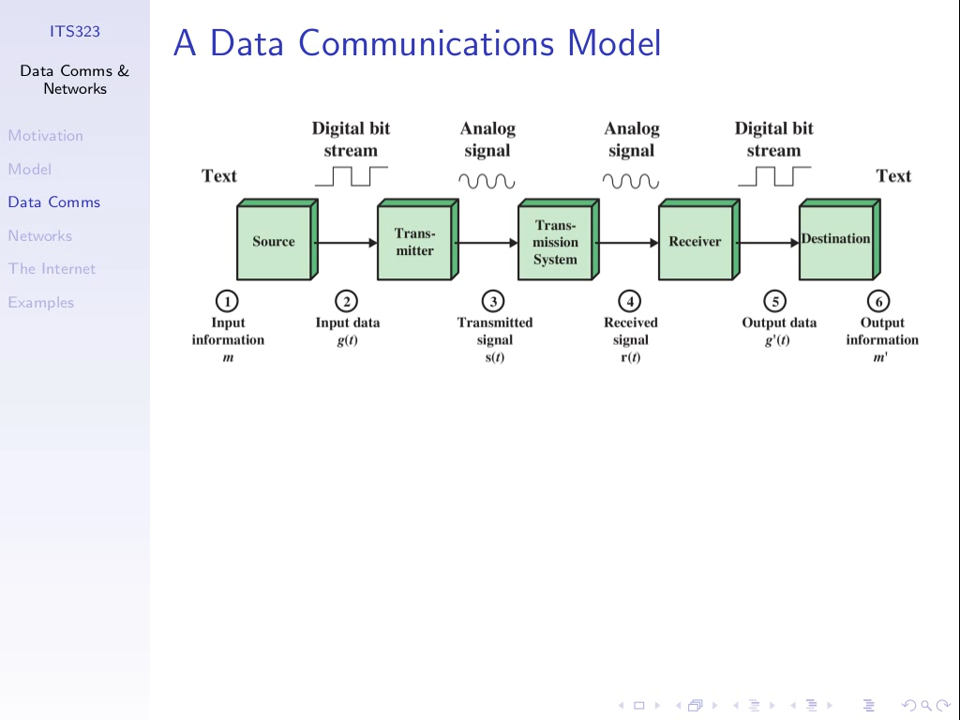 ITS323
Data Comms &
Networks
Motivation
Model
Data Comms
Networks
The Internet
Examples
A Data Communications Model
Text
Digital bit
stream
Analog
signal
Analog
signal
Digital bit
stream
Text
Source
Trans-
mitter
Trans-
mission
System
Receiver
Destination
1
Input
information
m
2
Input data
g(t)
3
Transmitted
signal
s(t)
4
Received
signal
r(t)
5
Output data
g'(t)
6
Output
information
m'